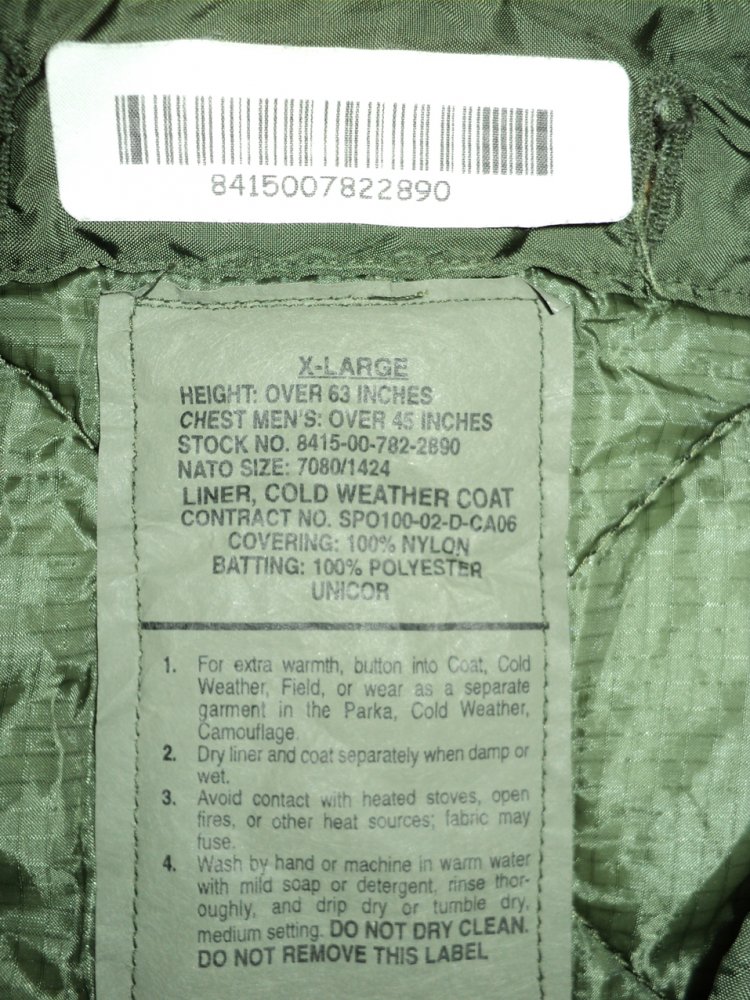 8415007822890
X-LARGE
HEIGHT: OVER 63 INCHES
CHEST MEN'S: OVER 45 INCHES
STOCK NO. 8415-00-782-2890
NATO SIZE: 7080/1424
LINER, COLD WEATHER COAT
CONTRACT NO. SPO100-02-D-CA06
COVERING: 100% NYLON
BATTING: 100% POLYESTER
UNICOR
1. For extra warmth, button into Coat, Cold
Weather, Field, or wear as a separate
garment in the Parka, Cold Weather,
Camouflage.
2. Dry liner and coat separately when damp or
wet.
3. Avoid contact with heated stoves, open
fires, or other heat sources; fabric may
fuse.
4. Wash by hand or machine in warm water
with mild soap or detergent, rinse thor-
oughly, and drip dry or tumble dry,
medium setting. DO NOT DRY CLEAN.
DO NOT REMOVE THIS LABEL